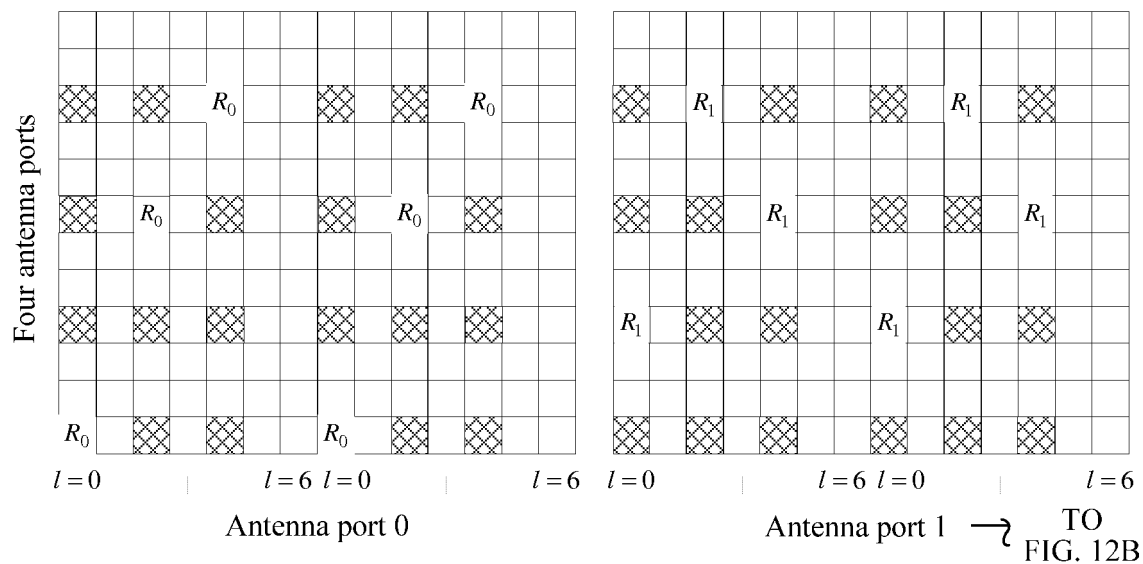 Four antenna ports
R0 R0 R1 R1
R0 R0 R1 R1
R1 R1
R0 R0
l = 0 l = 6 l = 0 l = 6 l = 0 l = 6 l = 0 l = 6
Antenna port 0 Antenna port 1 → TO
FIG. 12B